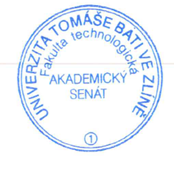 UNIVERZITA TOMÁŠE BATI VE ZLÍNĚ
Fakulta technologická
AKADEMICKÝ
SENÁT
1